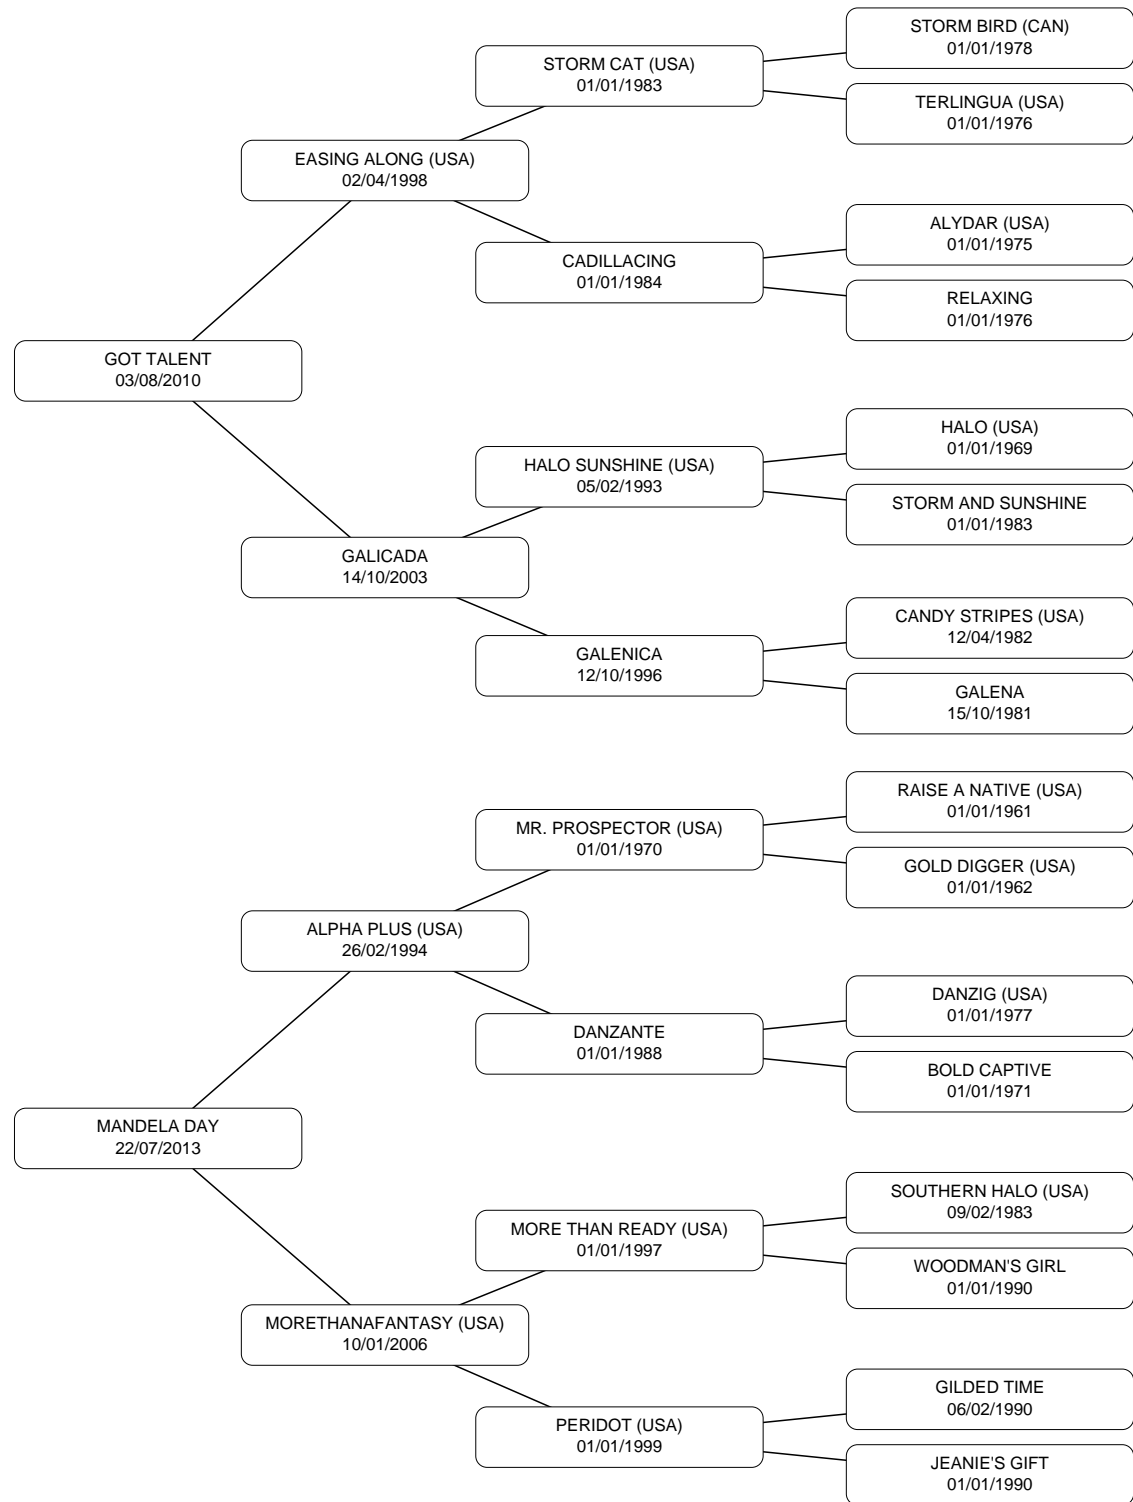 STORM BIRD (CAN)
01/01/1978
STORM CAT (USA)
01/01/1983
TERLINGUA (USA)
01/01/1976
EASING ALONG (USA)
02/04/1998
ALYDAR (USA)
01/01/1975
CADILLACING
01/01/1984
RELAXING
01/01/1976
GOT TALENT
03/08/2010
HALO (USA)
01/01/1969
HALO SUNSHINE (USA)
05/02/1993
STORM AND SUNSHINE
01/01/1983
GALICADA
14/10/2003
CANDY STRIPES (USA)
12/04/1982
GALENICA
12/10/1996
GALENA
15/10/1981
RAISE A NATIVE (USA)
01/01/1961
MR. PROSPECTOR (USA)
01/01/1970
GOLD DIGGER (USA)
01/01/1962
ALPHA PLUS (USA)
26/02/1994
DANZIG (USA)
01/01/1977
DANZANTE
01/01/1988
BOLD CAPTIVE
01/01/1971
MANDELA DAY
22/07/2013
SOUTHERN HALO (USA)
09/02/1983
MORE THAN READY (USA)
01/01/1997
WOODMAN'S GIRL
01/01/1990
MORETHANAFANTASY (USA)
10/01/2006
GILDED TIME
06/02/1990
PERIDOT (USA)
01/01/1999
JEANIE'S GIFT
01/01/1990